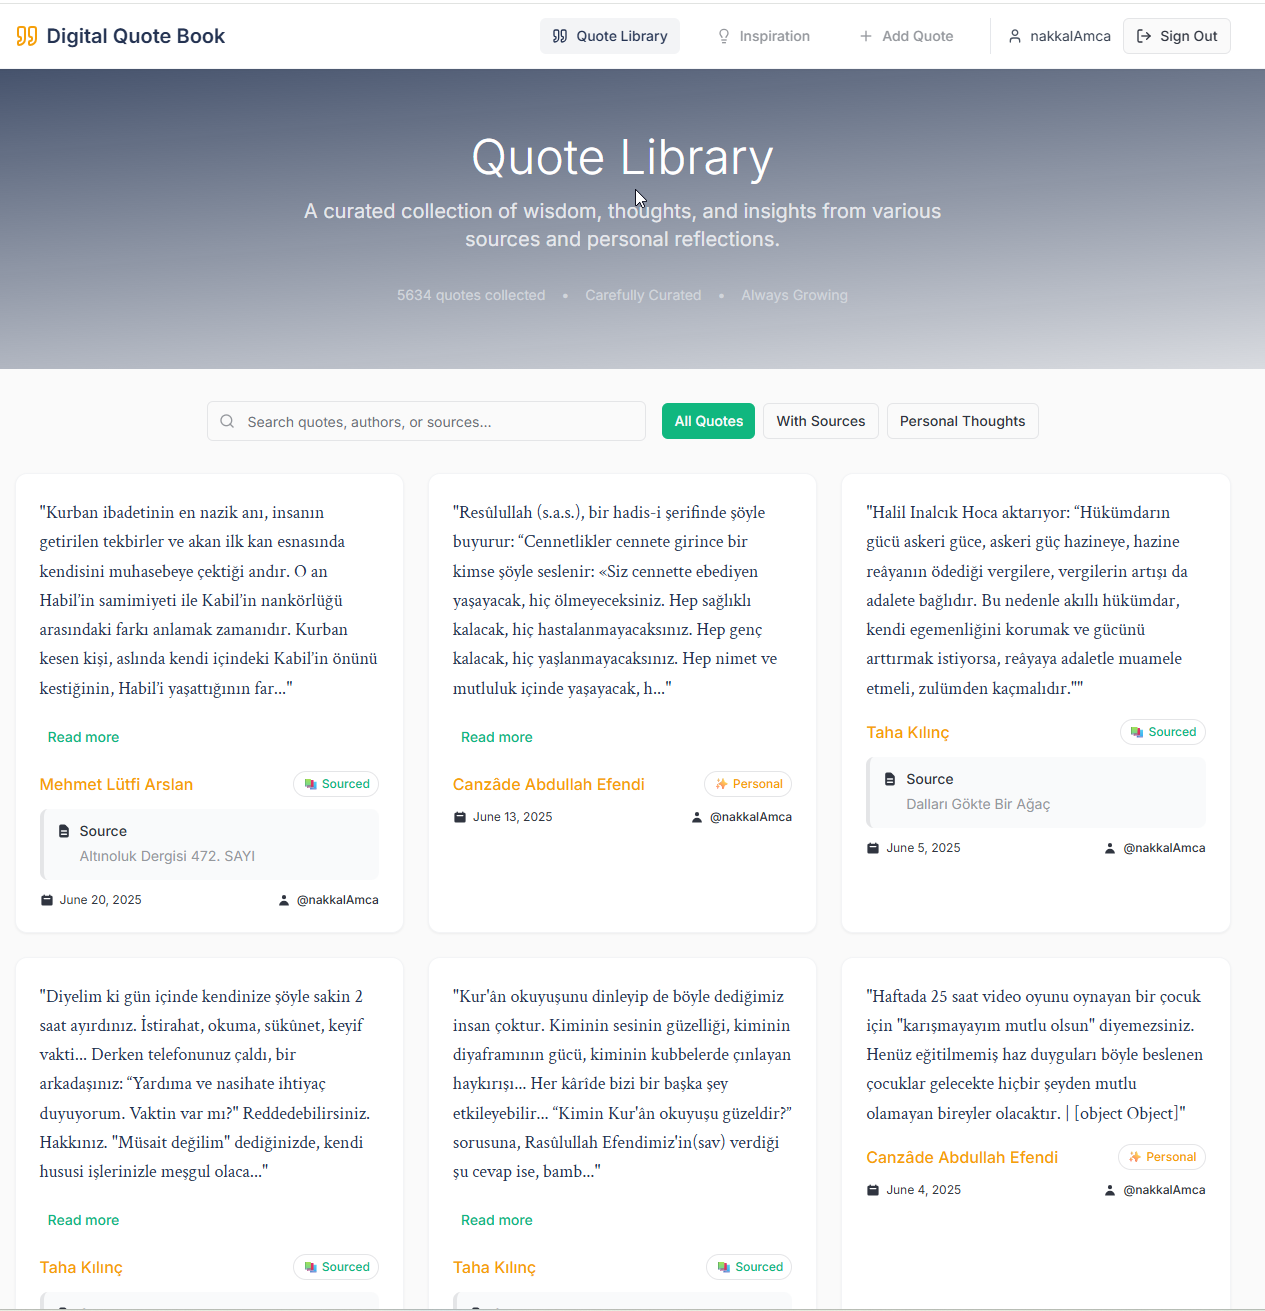 Digital Quote Book
Quote Library
Inspiration
Add Quote
nakkalAmca
Sign Out
Quote Library
A curated collection of wisdom, thoughts, and insights from various
sources and personal reflections.
5634 quotes collected • Carefully Curated • Always Growing
Search quotes, authors, or sources...
All Quotes
With Sources
Personal Thoughts
"Kurban ibadetinin en nazik anı, insanın
getirilen tekbirler ve akan ilk kan esnasında
kendisini muhasebeye çektiği andır. O an
Habil’in samimiyeti ile Kabil’in nankörlüğü
arasındaki farkı anlamak zamanıdır. Kurban
kesen kişi, aslında kendi içindeki Kabil’in önünü
kestiğinin, Habil’i yaşattığının far..."
Read more
Mehmet Lütfi Arslan
Sourced
Source
Altınoluk Dergisi 472. SAYI
June 20, 2025
@nakkalAmca
"Resûlullah (s.a.s.), bir hadis-i şerifinde şöyle
buyurur: “Cennetlikler cennete girince bir
kimse şöyle seslenir: «Siz cennette ebediyen
yaşayacak, hiç ölmeyeceksiniz. Hep sağlıklı
kalacak, hiç hastalanmayacaksınız. Hep genç
kalacak, hiç yaşlanmayacaksınız. Hep nimet ve
mutluluk içinde yaşayacak, h..."
Read more
Canzâde Abdullah Efendi
Personal
June 13, 2025
@nakkalAmca
"Halil Inalcık Hoca aktarıyor: “Hükümdarın
gücü askeri güce, askeri güç hazineye, hazine
reâyanın ödediği vergilere, vergilerin artışı da
adalete bağlıdır. Bu nedenle akıllı hükümdar,
kendi egemenliğini korumak ve gücünü
arttırmak istiyorsa, reâyaya adaletle muamele
etmeli, zulümden kaçmalıdır.""
Taha Kılınç
Sourced
Source
Dalları Gökte Bir Ağaç
June 5, 2025
@nakkalAmca
"Diyelim ki gün içinde kendinize şöyle sakin 2
saat ayırdınız. İstirahat, okuma, sükûnet, keyif
vakti... Derken telefonunuz çaldı, bir
arkadaşınız: “Yardıma ve nasihate ihtiyaç
duyuyorum. Vaktin var mı?" Reddedebilirsiniz.
Hakkınız. "Müsait değilim" dediğinizde, kendi
hususi işlerinizle meşgul olaca..."
Read more
Taha Kılınç
Sourced
"Kur'ân okuyuşunu dinleyip de böyle dediğimiz
insan çoktur. Kiminin sesinin güzelliği, kiminin
diyaframının gücü, kiminin kubbelerde çınlayan
haykırışı... Her kârîde bizi bir başka şey
etkileyebilir... “Kimin Kur'ân okuyuşu güzeldir?”
sorusuna, Rasûlullah Efendimiz'in(sav) verdiği
şu cevap ise, bamb..."
Read more
Taha Kılınç
Sourced
"Haftada 25 saat video oyunu oynayan bir çocuk
için "karışmayayım mutlu olsun" diyemezsiniz.
Henüz eğitilmemiş haz duyguları böyle beslenen
çocuklar gelecekte hiçbir şeyden mutlu
olamayan bireyler olacaktır. | [object Object]"
Canzâde Abdullah Efendi
Personal
June 4, 2025
@nakkalAmca